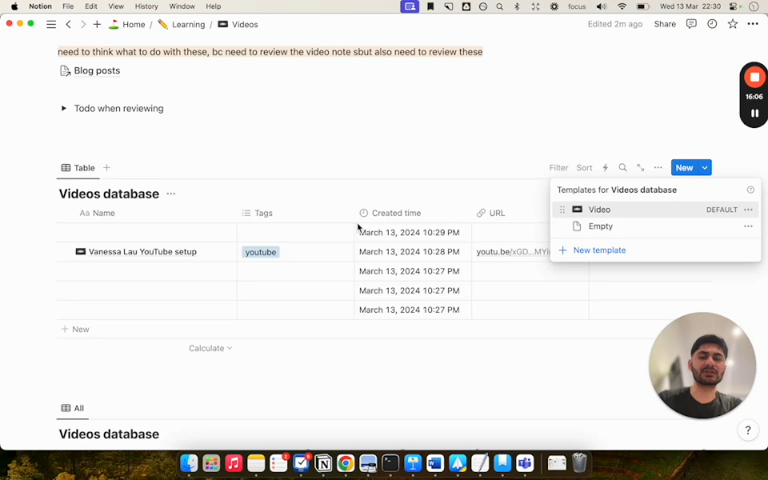 Notion File Edit View History Window Help focus Wed 13 Mar 22:30
Home / Learning / Videos Edited 2m ago Share
need to think what to do with these, bc need to review the video note sbut also need to review these
Blog posts
16:06
Todo when reviewing
Table Filter Sort New
Templates for Videos database
Videos database
Video DEFAULT
Aa Name Tags Created time URL
Empty
March 13, 2024 10:29 PM
Vanessa Lau YouTube setup youtube March 13, 2024 10:28 PM
New template
March 13, 2024 10:27 PM
March 13, 2024 10:27 PM
March 13, 2024 10:27 PM
New
Calculate
All
Videos database